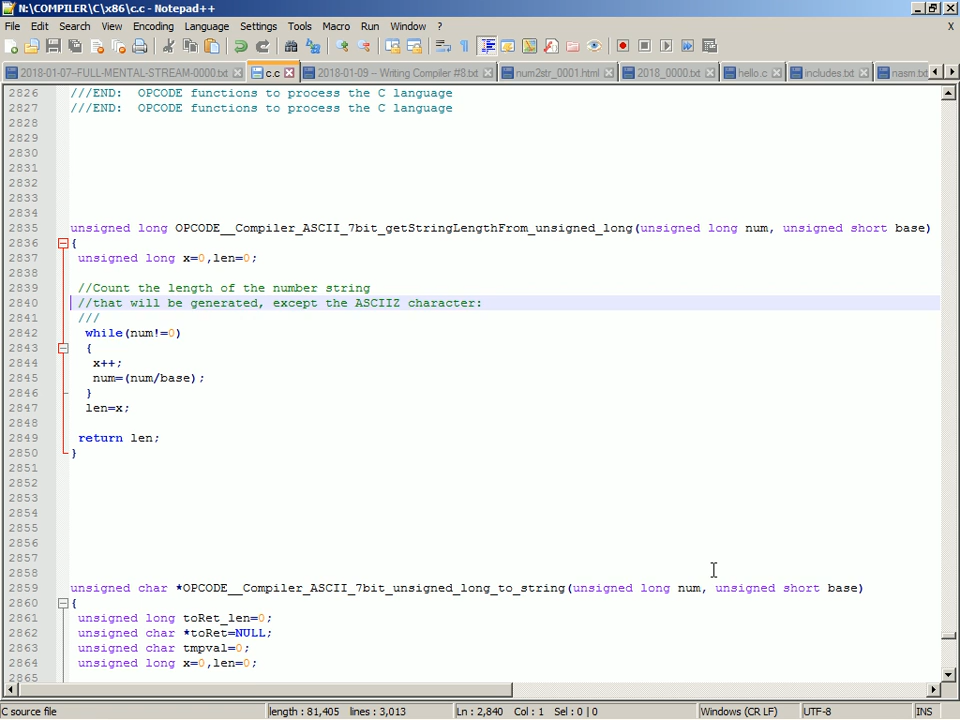 N:\COMPILER\C\x86\c.c - Notepad++
File Edit Search View Encoding Language Settings Tools Macro Run Window ? X
2018-01-07--FULL-MENTAL-STREAM-0000.txt c.c 2018-01-09 -- Writing Compiler #8.txt num2str_0001.html 2018_0000.txt hello.c includes.txt nasm.txt
2826 ///END:  OPCODE functions to process the C language
2827 ///END:  OPCODE functions to process the C language
2828
2829
2830
2831
2832
2833
2834
2835 unsigned long OPCODE__Compiler_ASCII_7bit_getStringLengthFrom_unsigned_long(unsigned long num, unsigned short base)
2836 {
2837  unsigned long x=0,len=0;
2838
2839  //Count the length of the number string
2840  //that will be generated, except the ASCIIZ character:
2841  ///
2842   while(num!=0)
2843   {
2844    x++;
2845    num=(num/base);
2846   }
2847   len=x;
2848
2849  return len;
2850 }
2851
2852
2853
2854
2855
2856
2857
2858
2859 unsigned char *OPCODE__Compiler_ASCII_7bit_unsigned_long_to_string(unsigned long num, unsigned short base)
2860 {
2861  unsigned long toRet_len=0;
2862  unsigned char *toRet=NULL;
2863  unsigned char tmpval=0;
2864  unsigned long x=0,len=0;
2865
C source file length : 81,405 lines : 3,013 Ln : 2,840 Col : 1 Sel : 0 | 0 Windows (CR LF) UTF-8 INS